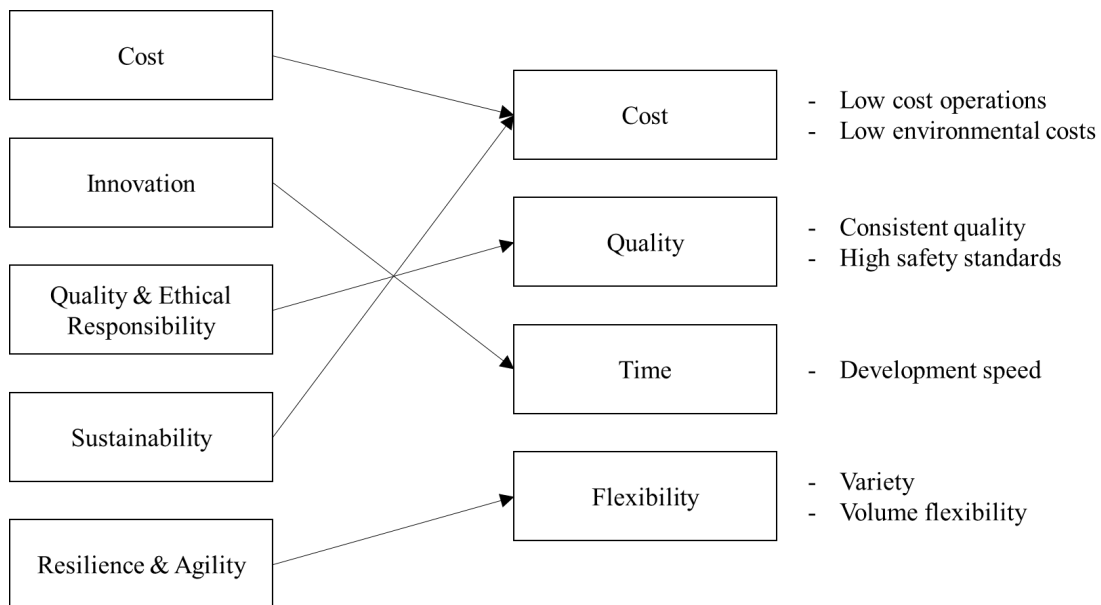 Cost
Innovation
Quality & Ethical
Responsibility
Sustainability
Resilience & Agility
Cost
- Low cost operations
- Low environmental costs
Quality
- Consistent quality
- High safety standards
Time
- Development speed
Flexibility
- Variety
- Volume flexibility